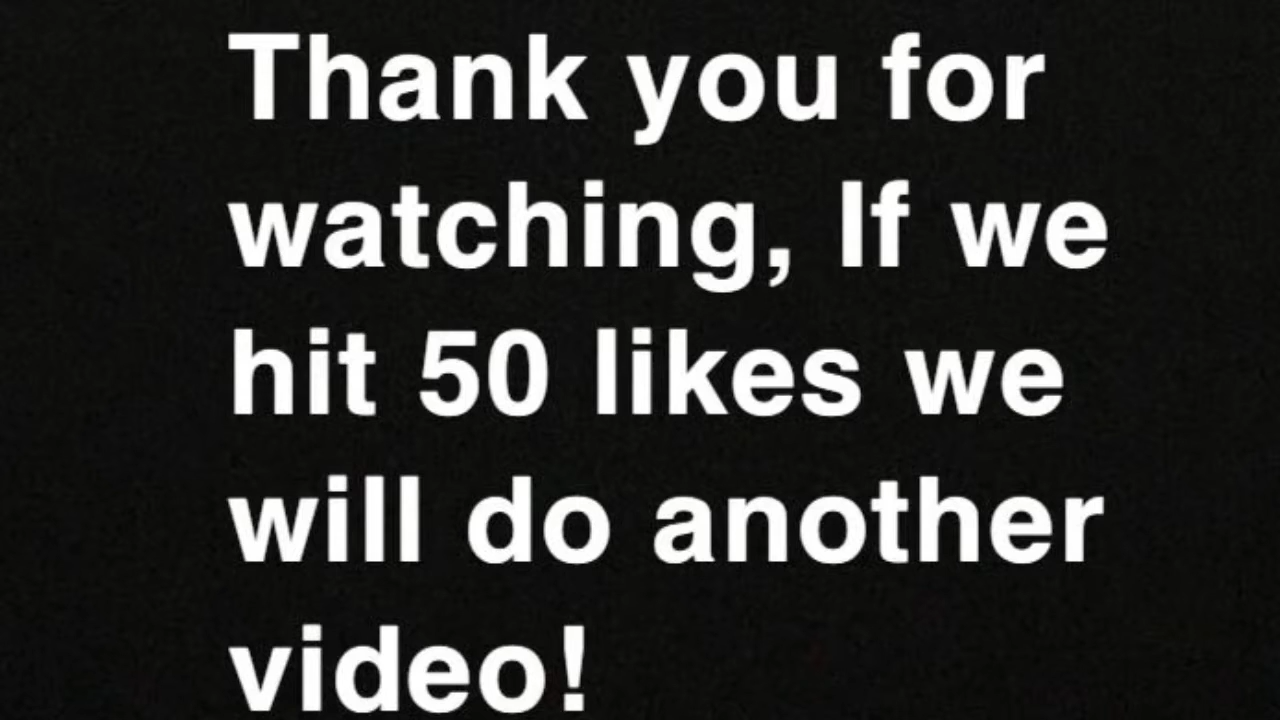 Thank you for
watching, If we
hit 50 likes we
will do another
video!